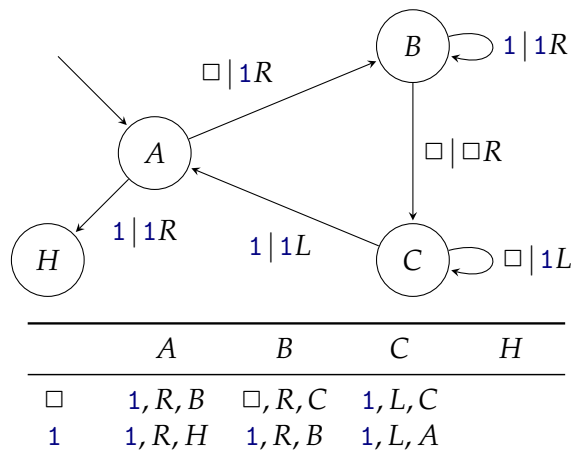 B
1 | 1R
□ | 1R
A
□ | □R
1 | 1R
1 | 1L
H
C
□ | 1L
A B C H
□ 1, R, B □, R, C 1, L, C
1 1, R, H 1, R, B 1, L, A